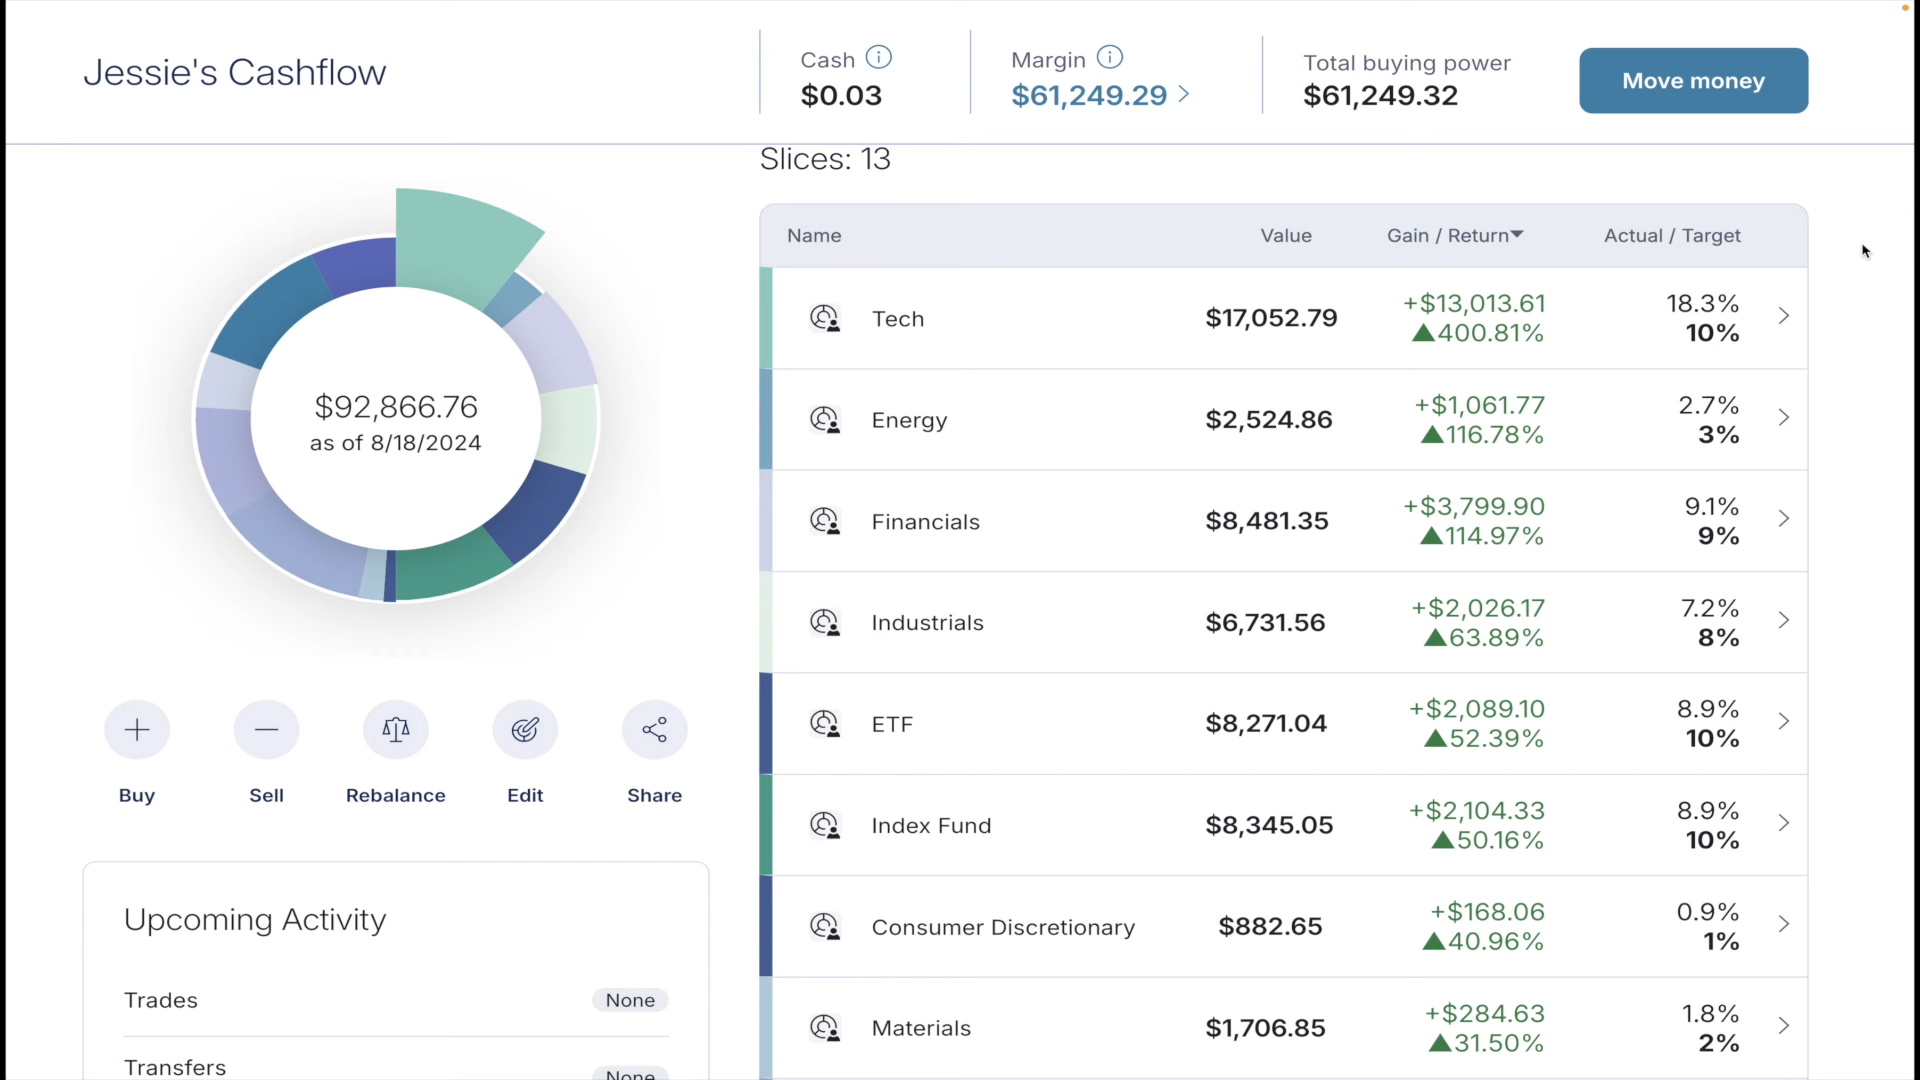 Jessie's Cashflow
Cash
$0.03
Margin
$61,249.29
Total buying power
$61,249.32
Move money
$92,866.76
as of 8/18/2024
Buy
Sell
Rebalance
Edit
Share
Upcoming Activity
Trades
None
Transfers
None
Slices: 13
Name Value Gain / Return Actual / Target
Tech $17,052.79 +$13,013.61 18.3%
400.81% 10%
Energy $2,524.86 +$1,061.77 2.7%
116.78% 3%
Financials $8,481.35 +$3,799.90 9.1%
114.97% 9%
Industrials $6,731.56 +$2,026.17 7.2%
63.89% 8%
ETF $8,271.04 +$2,089.10 8.9%
52.39% 10%
Index Fund $8,345.05 +$2,104.33 8.9%
50.16% 10%
Consumer Discretionary $882.65 +$168.06 0.9%
40.96% 1%
Materials $1,706.85 +$284.63 1.8%
31.50% 2%